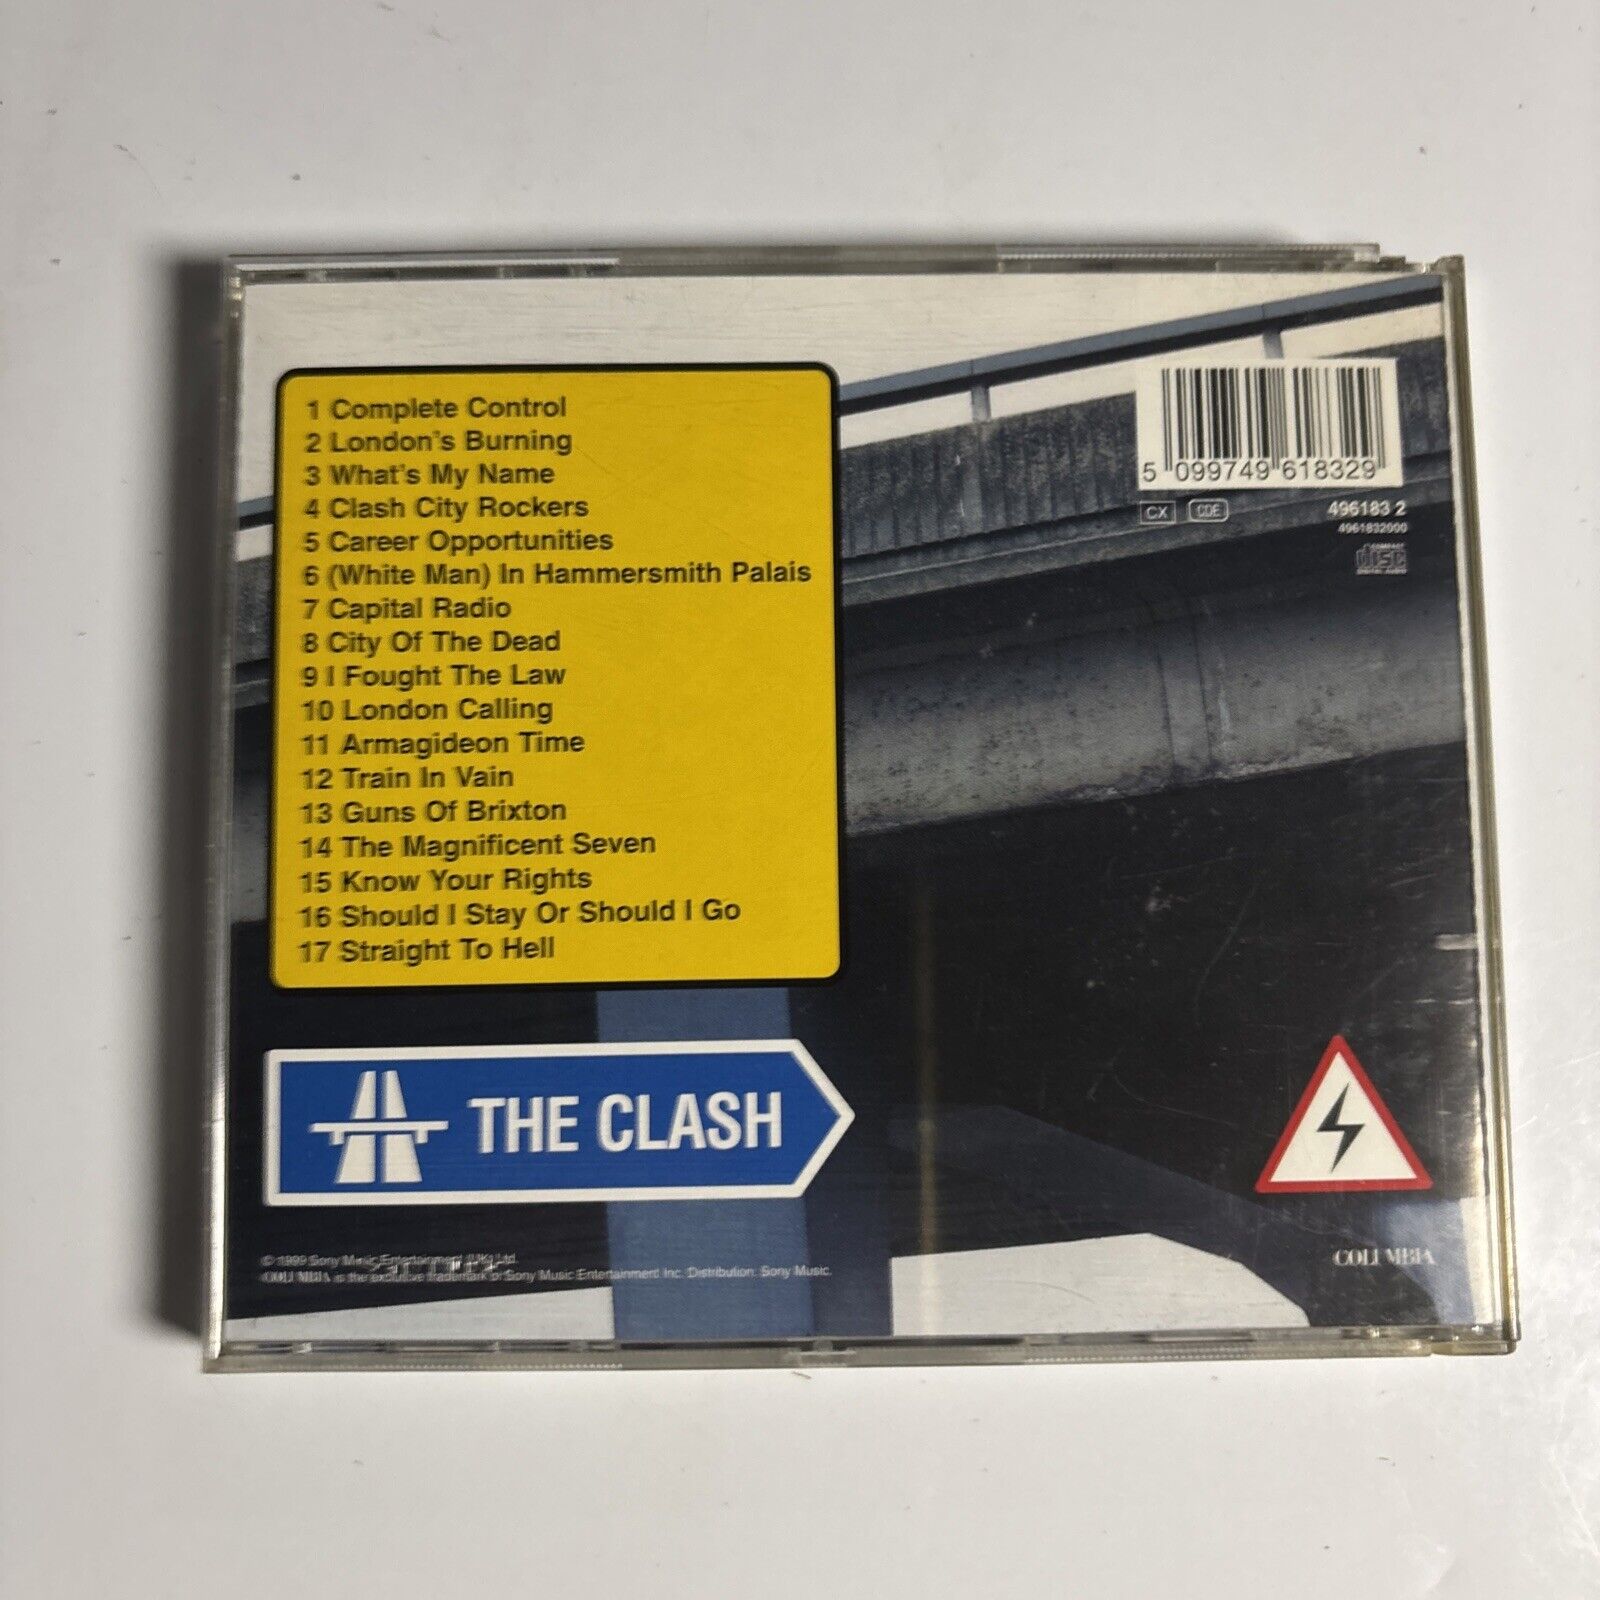 1 Complete Control
2 London's Burning
3 What's My Name
4 Clash City Rockers
5 Career Opportunities
6 (White Man) In Hammersmith Palais
7 Capital Radio
8 City Of The Dead
9 I Fought The Law
10 London Calling
11 Armagideon Time
12 Train In Vain
13 Guns Of Brixton
14 The Magnificent Seven
15 Know Your Rights
16 Should I Stay Or Should I Go
17 Straight To Hell
5 099749 618329
CX CDE 496183 2
4961832000
COMPACT
disc
DIGITAL AUDIO
THE CLASH
© 1999 Sony Music Entertainment (UK) Ltd.
COLUMBIA is the exclusive trademark of Sony Music Entertainment Inc. Distribution: Sony Music.
COLUMBIA